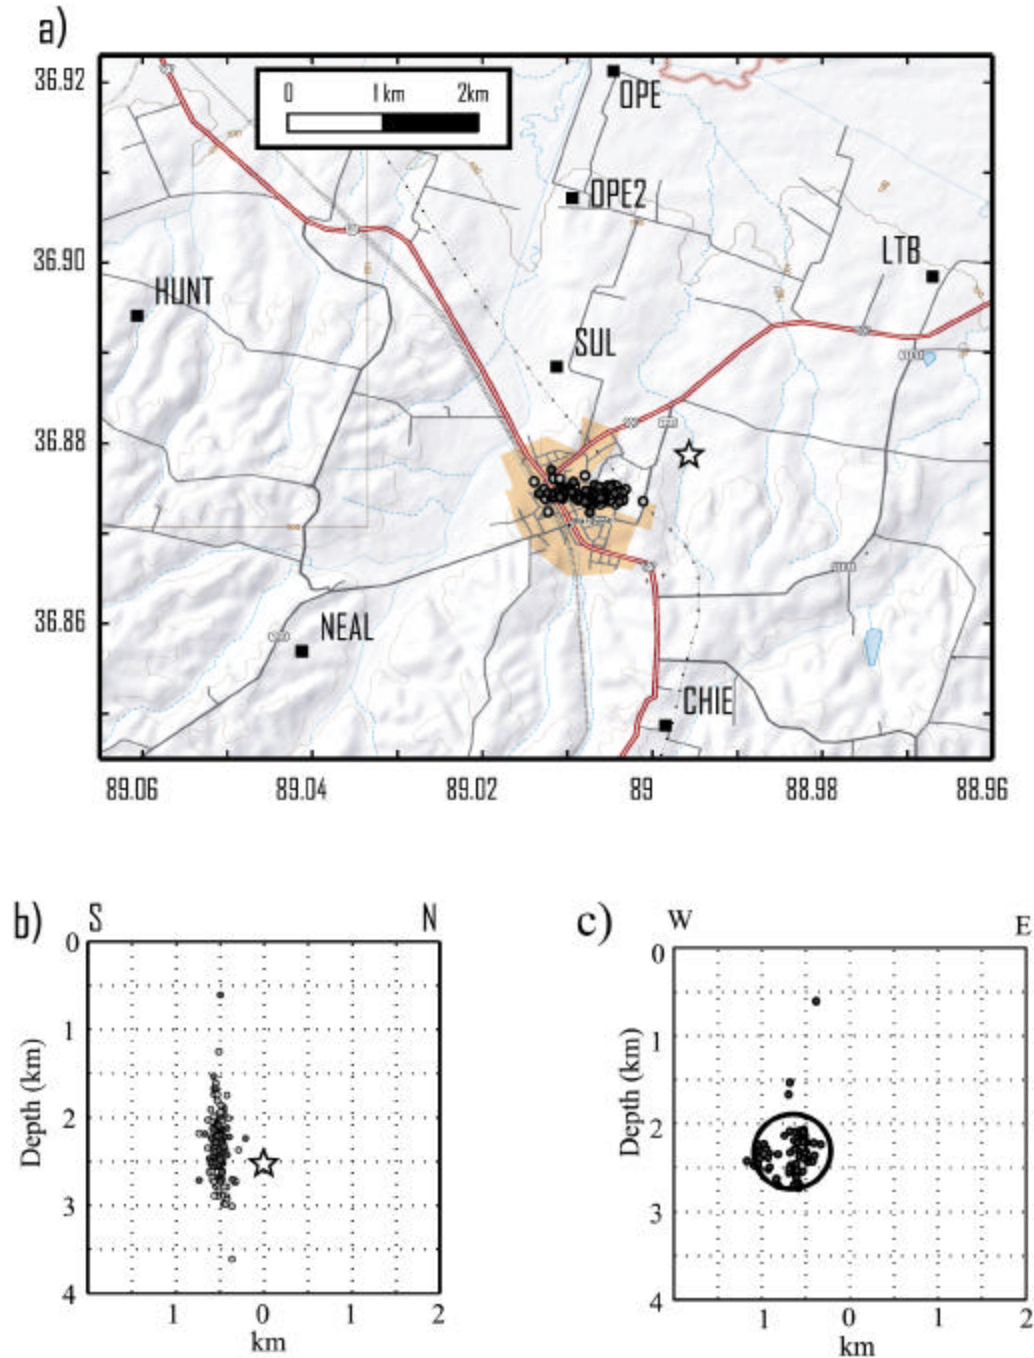 a)
36.92
0 1 km 2km
OPE
OPE2
36.90
LTB
HUNT
SUL
36.88
36.86
NEAL
CHIE
89.06 89.04 89.02 89 88.98 88.96
b) S N
c) W E
0
1
2
3
4
Depth (km)
1 0 1 2
km
0
1
2
3
4
Depth (km)
1 0 1 2
km